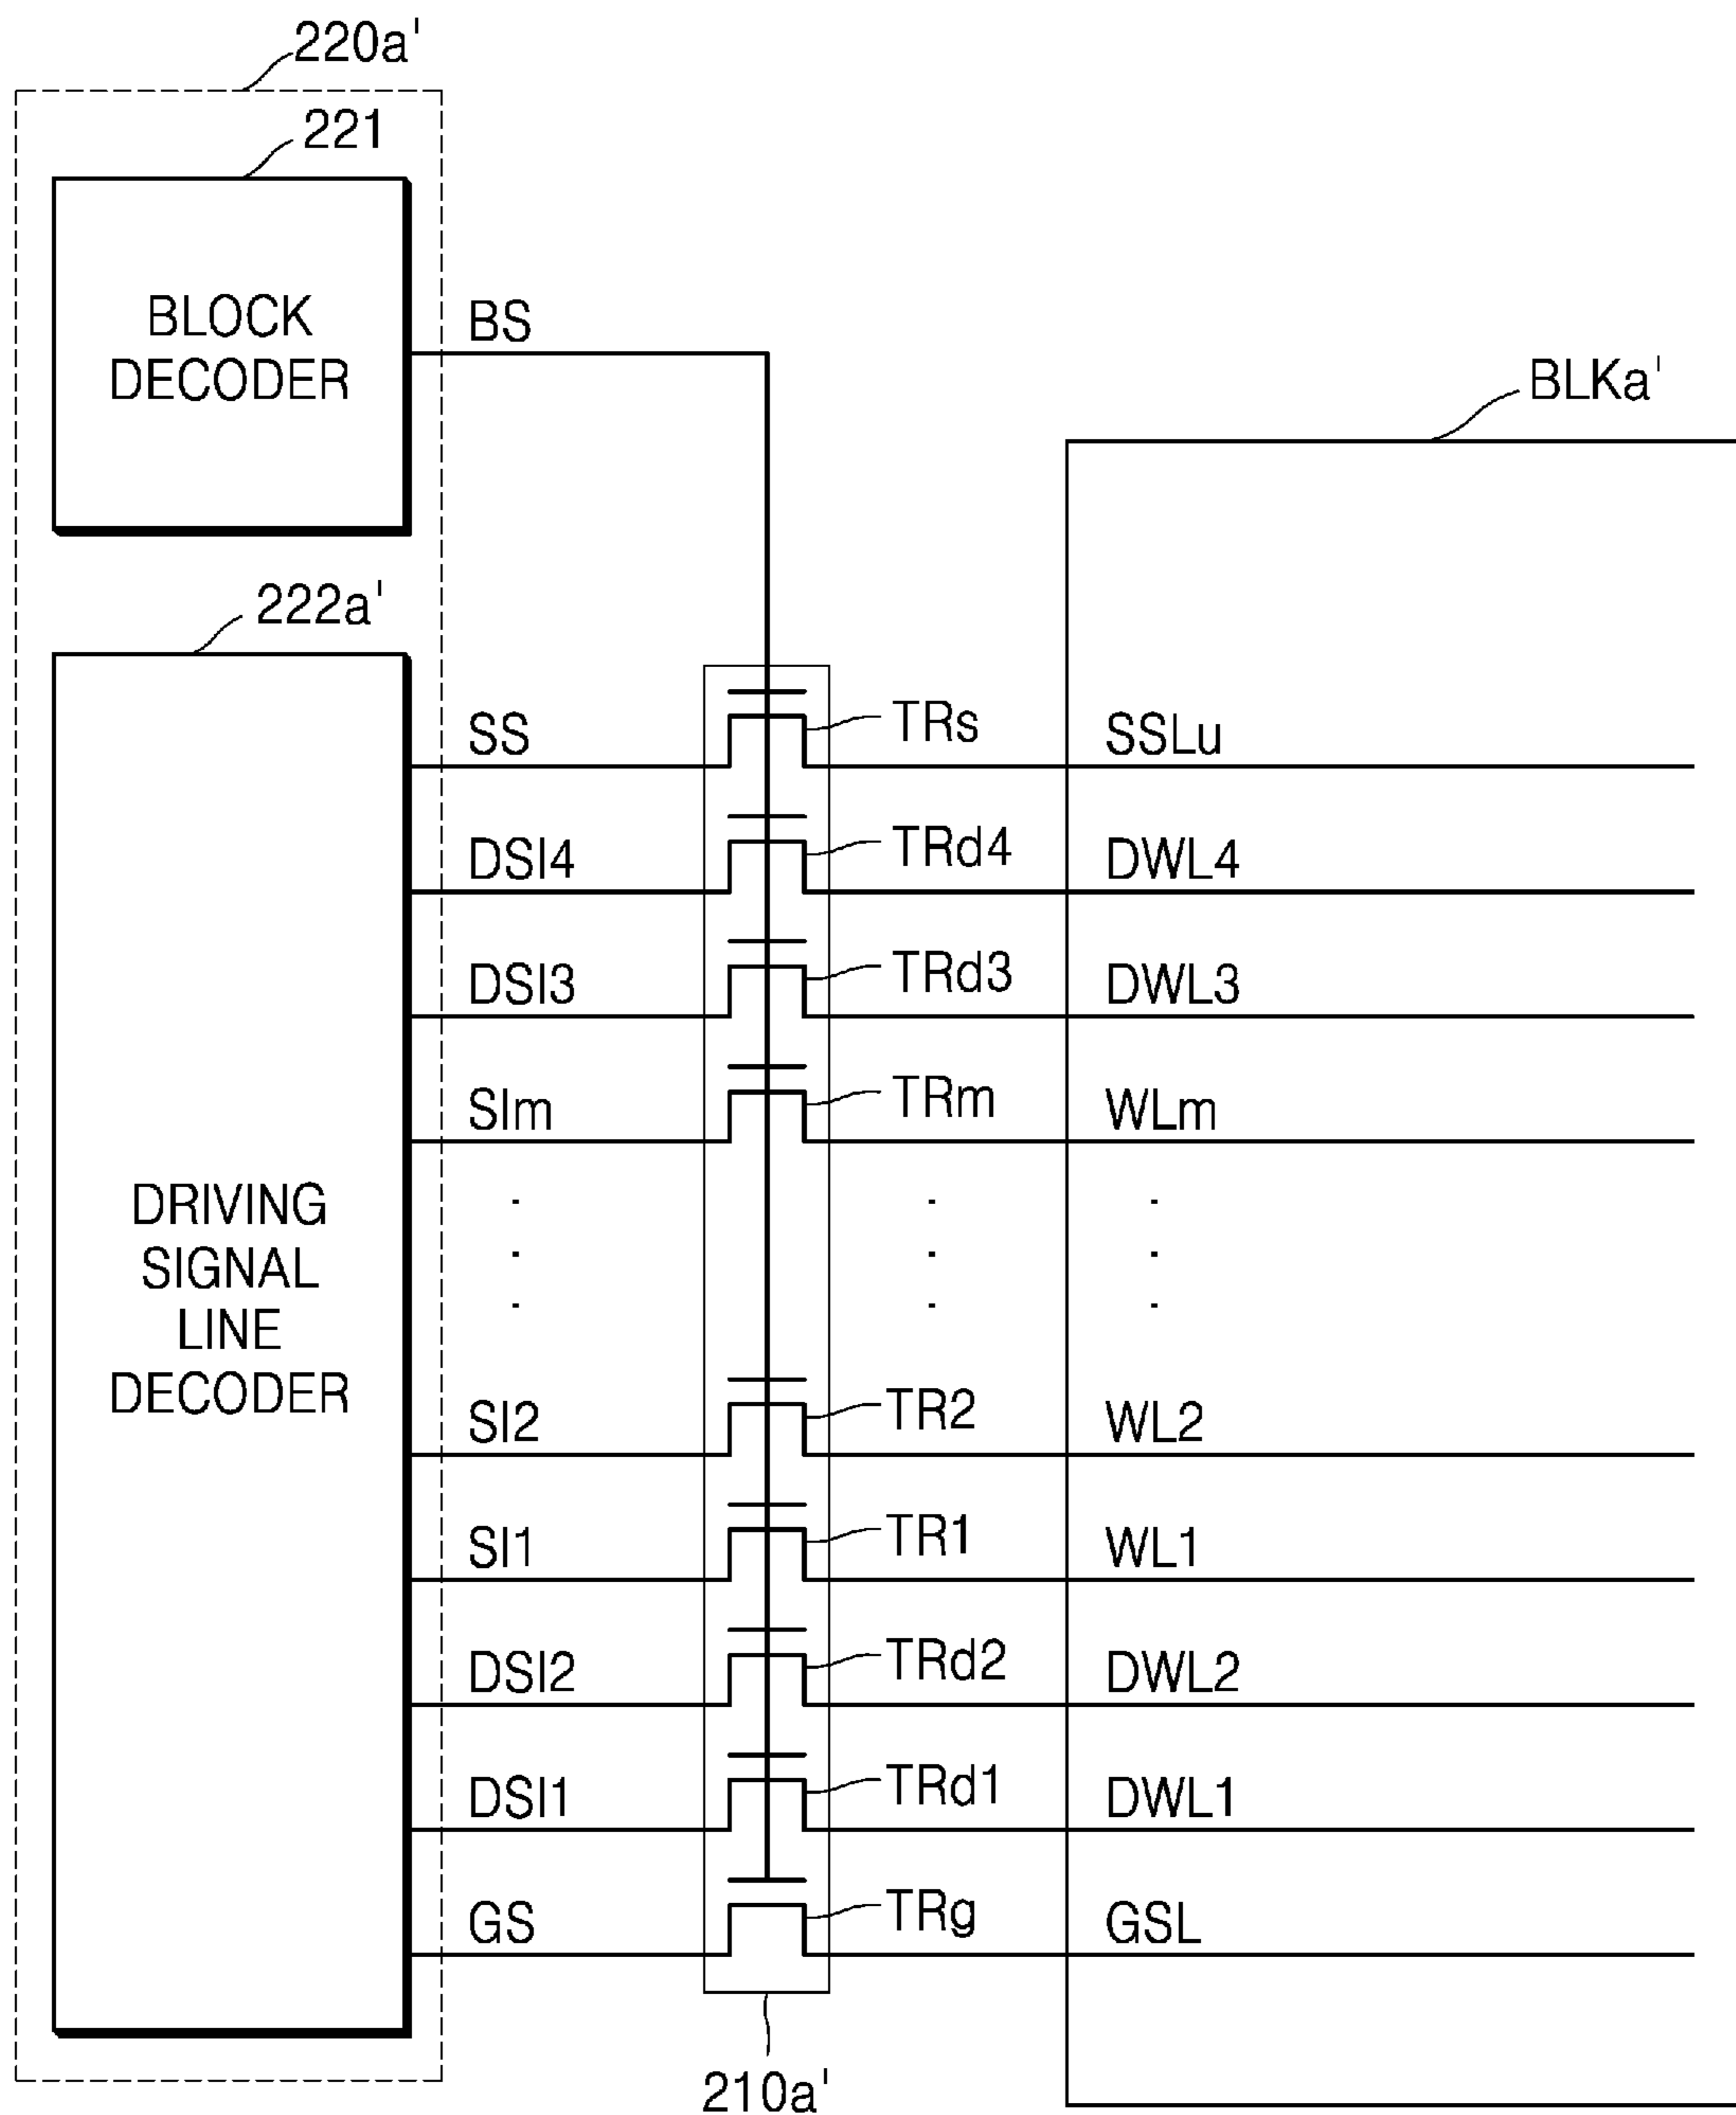 220a'
221
BLOCK
DECODER
BS
BLKa'
222a'
SS
TRs
SSLu
DSI4
TRd4
DWL4
DSI3
TRd3
DWL3
SIm
TRm
WLm
DRIVING
SIGNAL
LINE
DECODER
SI2
TR2
WL2
SI1
TR1
WL1
DSI2
TRd2
DWL2
DSI1
TRd1
DWL1
GS
TRg
GSL
210a'